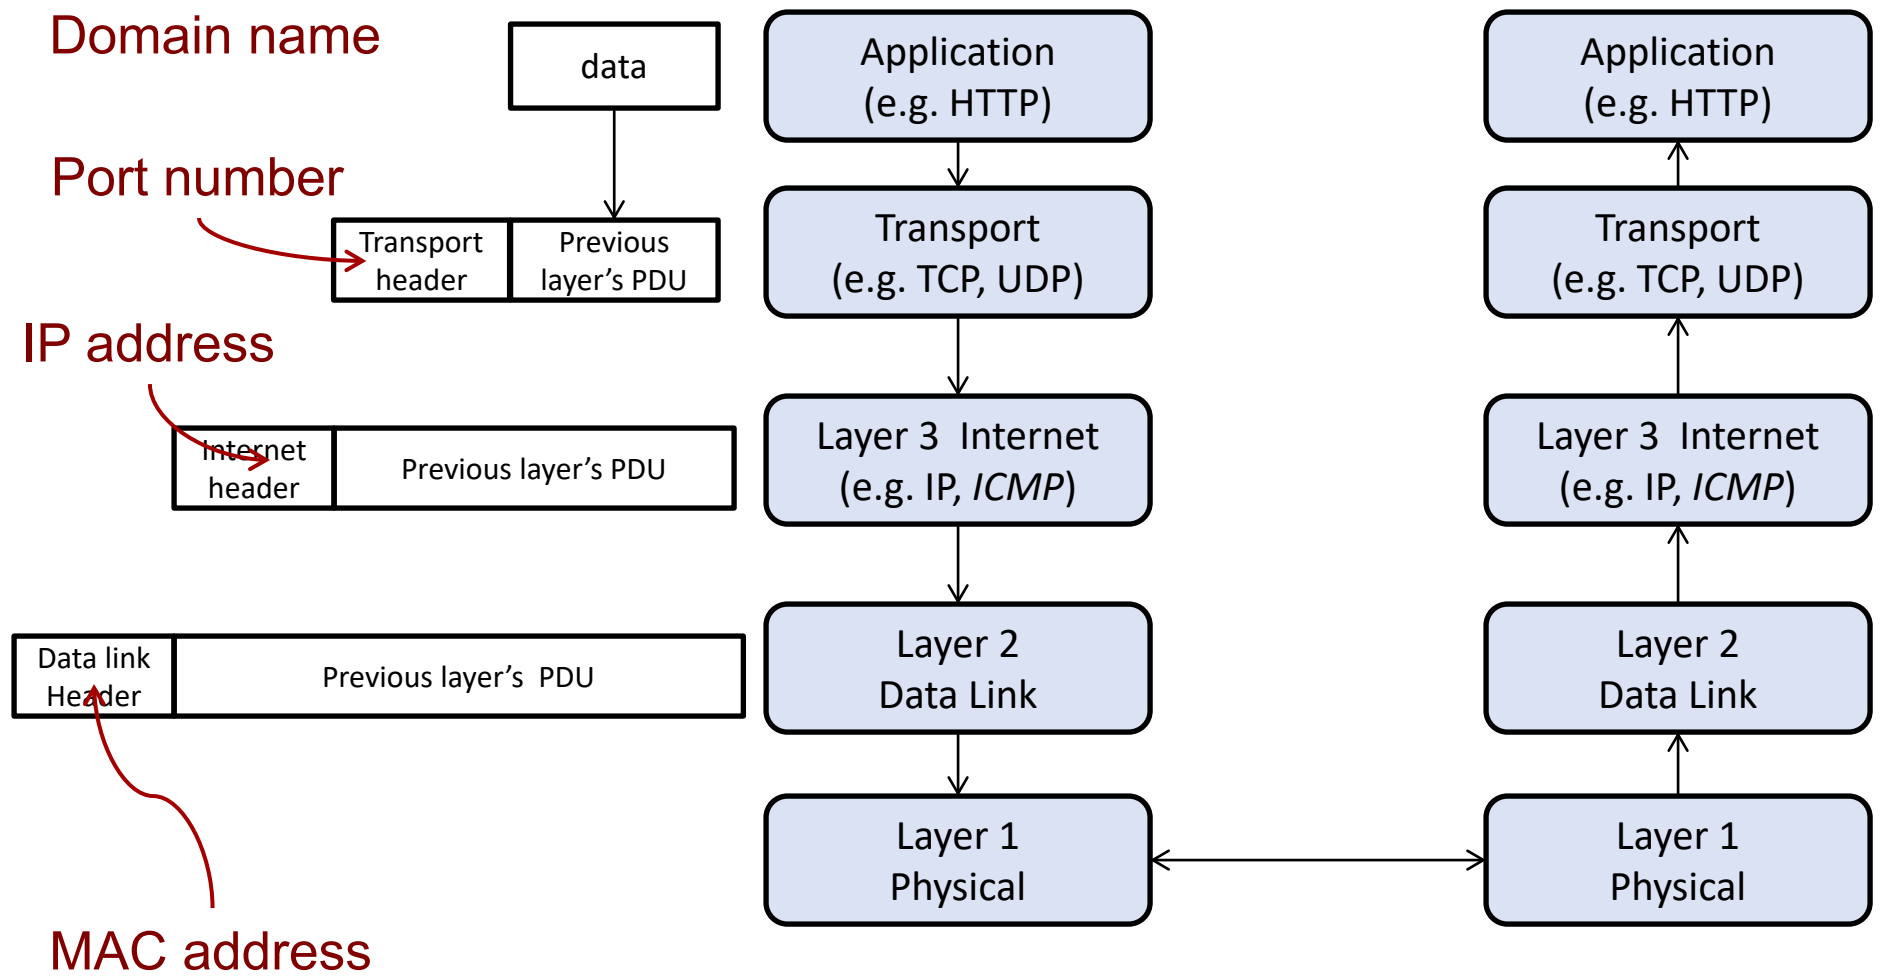 Domain name
data
Application
(e.g. HTTP)
Application
(e.g. HTTP)
Port number
Transport
header
Previous
layer’s PDU
Transport
(e.g. TCP, UDP)
Transport
(e.g. TCP, UDP)
IP address
Internet
header
Previous layer’s PDU
Layer 3  Internet
(e.g. IP, ICMP)
Layer 3  Internet
(e.g. IP, ICMP)
Data link
Header
Previous layer’s  PDU
Layer 2
Data Link
Layer 2
Data Link
Layer 1
Physical
Layer 1
Physical
MAC address